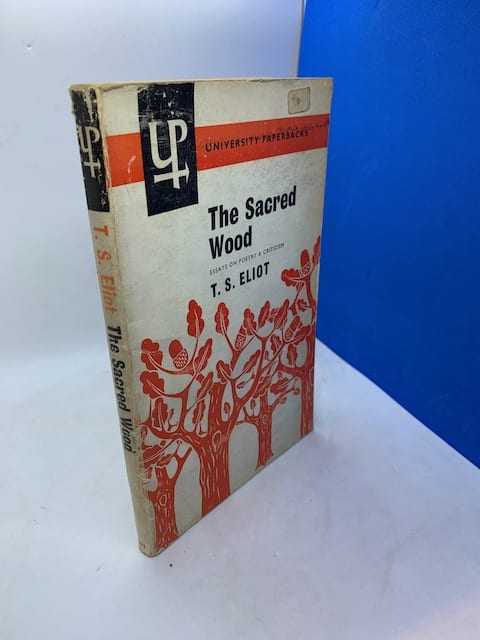 UP
UNIVERSITY PAPERBACKS
The Sacred
Wood
ESSAYS ON POETRY & CRITICISM
T. S. ELIOT
UP
T. S. Eliot The Sacred Wood